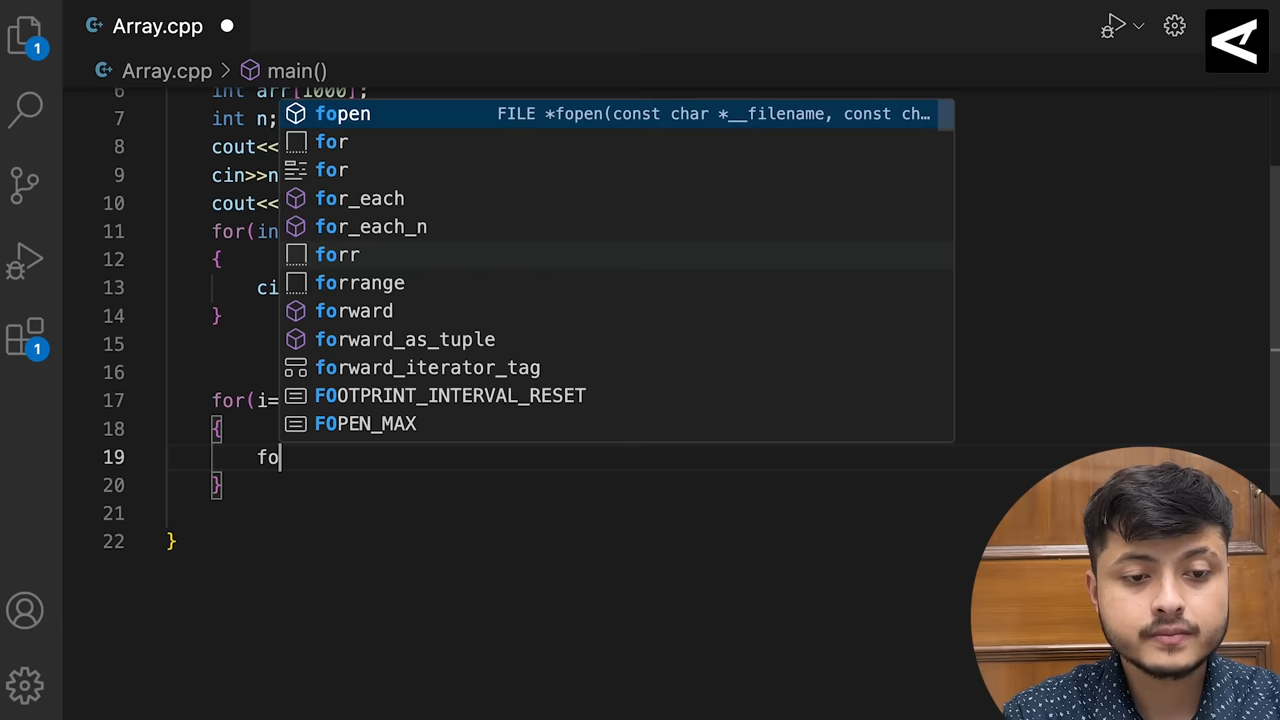 Array.cpp
Array.cpp > main()
1
1
6 int arr[1000];
7 int n;
8 cout<<
9 cin>>n
10 cout<<
11 for(in
12 {
13 ci
14 }
15
16
17 for(i=
18 {
19 fo
20 }
21
22 }
fopen FILE *fopen(const char *__filename, const ch…
for
for
for_each
for_each_n
forr
forrange
forward
forward_as_tuple
forward_iterator_tag
FOOTPRINT_INTERVAL_RESET
FOPEN_MAX